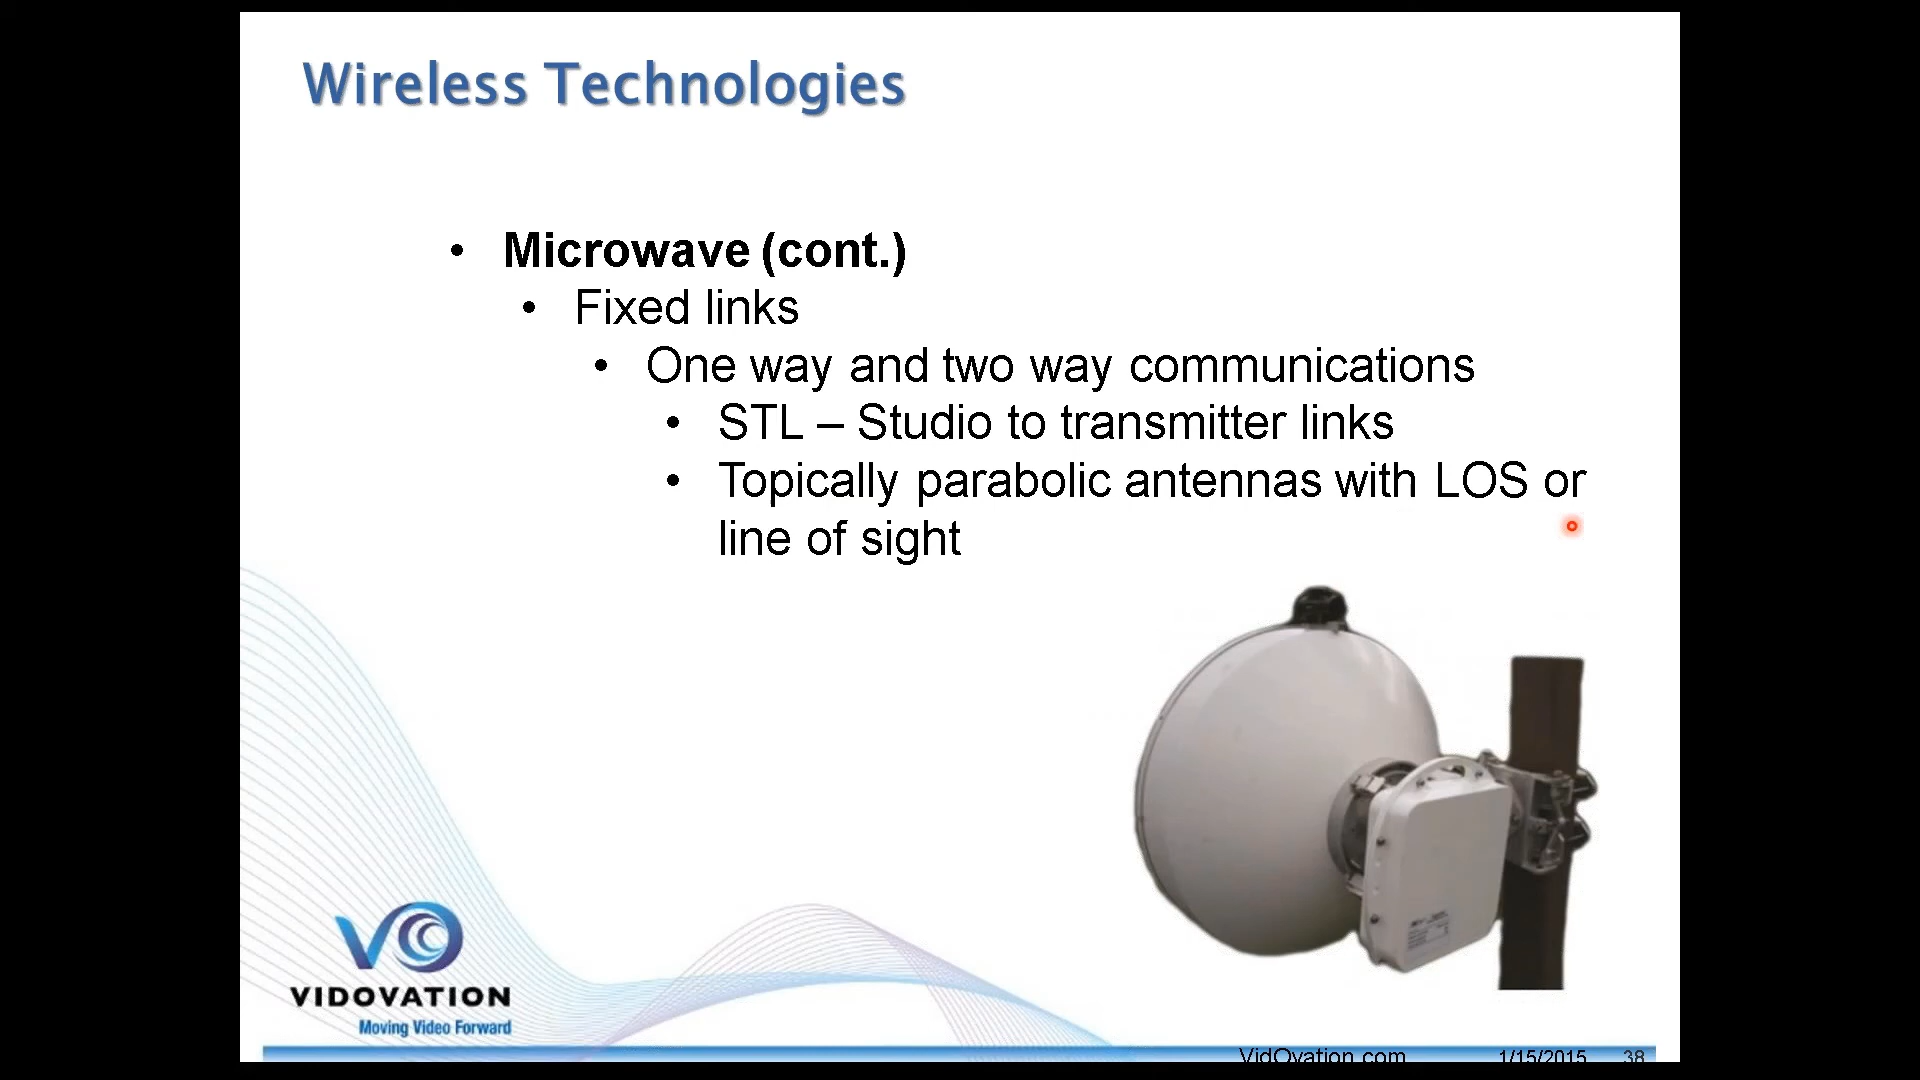 Wireless Technologies
• Microwave (cont.)
• Fixed links
• One way and two way communications
• STL – Studio to transmitter links
• Topically parabolic antennas with LOS or
line of sight
VIDOVATION
Moving Video Forward
VidOvation.com 1/15/2015 38